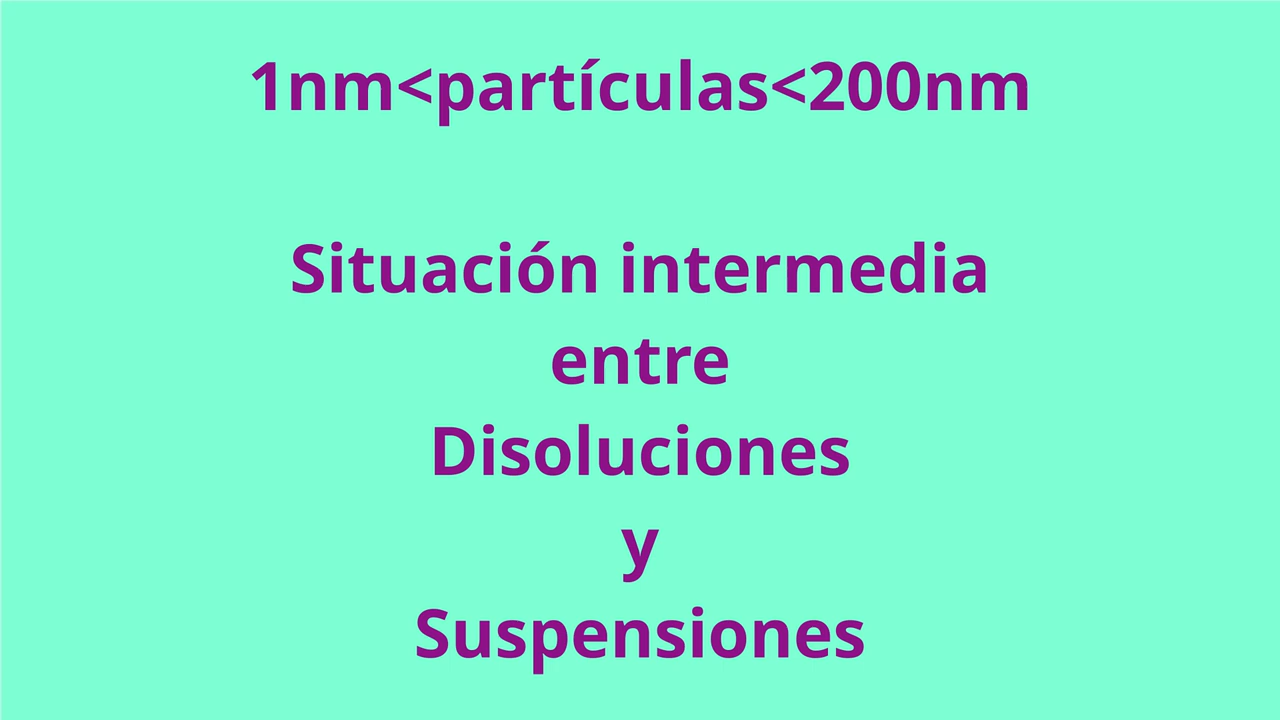 1nm<partículas<200nm
Situación intermedia
entre
Disoluciones
y
Suspensiones